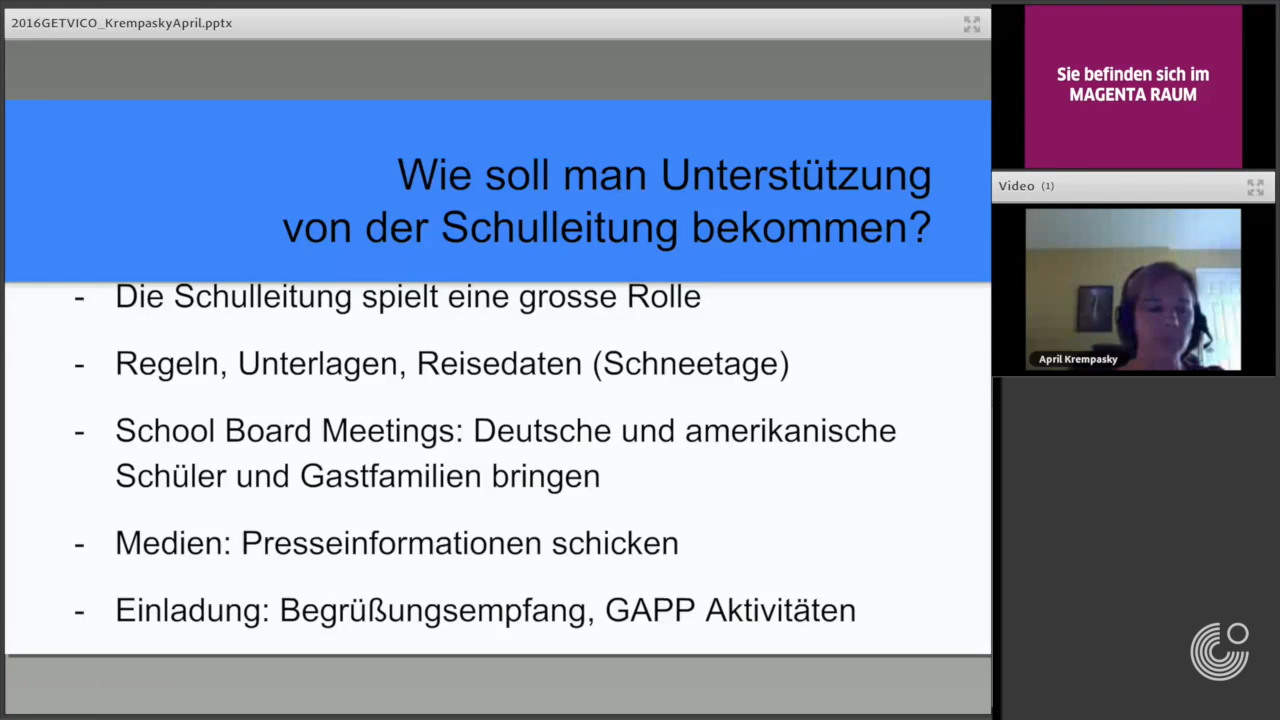 2016GETVICO_KrempaskyApril.pptx
Wie soll man Unterstützung
von der Schulleitung bekommen?
- Die Schulleitung spielt eine grosse Rolle
- Regeln, Unterlagen, Reisedaten (Schneetage)
- School Board Meetings: Deutsche und amerikanische
Schüler und Gastfamilien bringen
- Medien: Presseinformationen schicken
- Einladung: Begrüßungsempfang, GAPP Aktivitäten
Sie befinden sich im
MAGENTA RAUM
Video (1)
April Krempasky